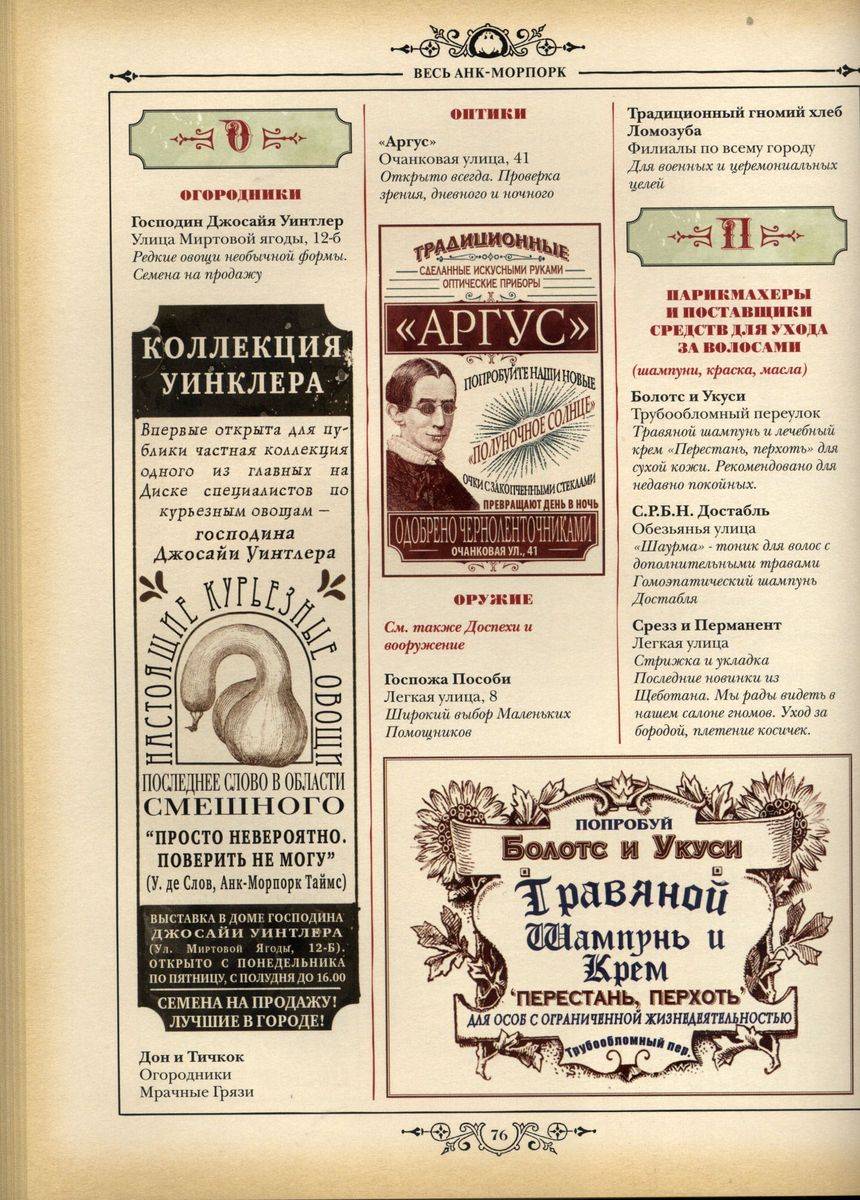 ВЕСЬ АНК-МОРПОРК
О
ОГОРОДНИКИ
Господин Джосайя Уинтлер
Улица Миртовой ягоды, 12-б
Редкие овощи необычной формы.
Семена на продажу
КОЛЛЕКЦИЯ
УИНКЛЕРА
Впервые открыта для пу-
блики частная коллекция
одного из главных на
Диске специалистов по
курьезным овощам –
господина
Джосайи Уинтлера
НАСТОЯЩИЕ КУРЬЕЗНЫЕ ОВОЩИ
ПОСЛЕДНЕЕ СЛОВО В ОБЛАСТИ
СМЕШНОГО
“ПРОСТО НЕВЕРОЯТНО.
ПОВЕРИТЬ НЕ МОГУ”
(У. де Слов, Анк-Морпорк Таймс)
ВЫСТАВКА В ДОМЕ ГОСПОДИНА
ДЖОСАЙИ УИНТЛЕРА
(Ул. Миртовой Ягоды, 12-Б).
ОТКРЫТО С ПОНЕДЕЛЬНИКА
ПО ПЯТНИЦУ, С ПОЛУДНЯ ДО 16.00
СЕМЕНА НА ПРОДАЖУ!
ЛУЧШИЕ В ГОРОДЕ!
Дон и Тичкок
Огородники
Мрачные Грязи
ОПТИКИ
«Аргус»
Очанковая улица, 41
Открыто всегда. Проверка
зрения, дневного и ночного
ТРАДИЦИОННЫЕ
СДЕЛАННЫЕ ИСКУСНЫМИ РУКАМИ
ОПТИЧЕСКИЕ ПРИБОРЫ
«АРГУС»
ПОПРОБУЙТЕ НАШИ НОВЫЕ
«ПОЛУНОЧНОЕ СОЛНЦЕ»
ОЧКИ С ЗАКОПЧЕННЫМИ СТЕКЛАМИ
ПРЕВРАЩАЮТ ДЕНЬ В НОЧЬ
ОДОБРЕНО ЧЕРНОЛЕНТОЧНИКАМИ
ОЧАНКОВАЯ УЛ., 41
ОРУЖИЕ
См. также Доспехи и
вооружение
Госпожа Пособи
Легкая улица, 8
Широкий выбор Маленьких
Помощников
Традиционный гномий хлеб
Ломозуба
Филиалы по всему городу
Для военных и церемониальных
целей
П
ПАРИКМАХЕРЫ
И ПОСТАВЩИКИ
СРЕДСТВ ДЛЯ УХОДА
ЗА ВОЛОСАМИ
(шампуни, краска, масла)
Болотс и Укуси
Трубообломный переулок
Травяной шампунь и лечебный
крем «Перестань, перхоть» для
сухой кожи. Рекомендовано для
недавно покойных.
С.Р.Б.Н. Достабль
Обезьянья улица
«Шаурма» - тоник для волос с
дополнительными травами
Гомоэпатический шампунь
Достабля
Срезз и Перманент
Легкая улица
Стрижка и укладка
Последние новинки из
Щеботана. Мы рады видеть в
нашем салоне гномов. Уход за
бородой, плетение косичек.
ПОПРОБУЙ
Болотс и Укуси
Травяной
Шампунь и
Крем
'ПЕРЕСТАНЬ, ПЕРХОТЬ'
ДЛЯ ОСОБ С ОГРАНИЧЕННОЙ ЖИЗНЕДЕЯТЕЛЬНОСТЬЮ
Трубообломный пер.
76